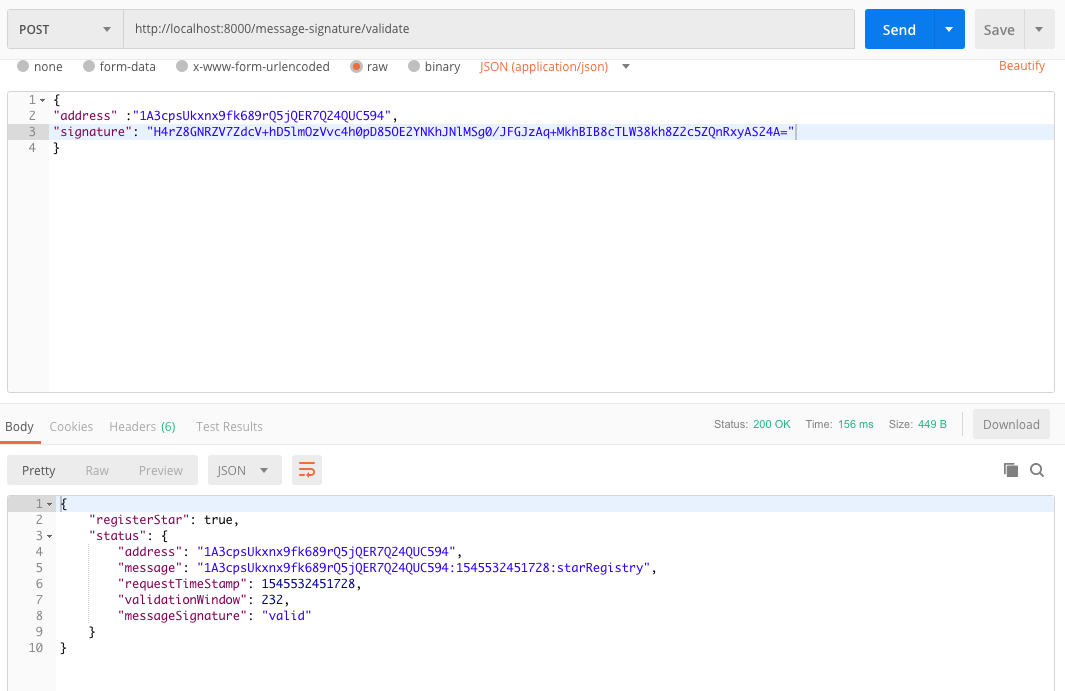 POST http://localhost:8000/message-signature/validate Send Save
none form-data x-www-form-urlencoded raw binary JSON (application/json) Beautify
1 {
2 "address" :"1A3cpsUkxnx9fk689rQ5jQER7Q24QUC594",
3 "signature": "H4rZ8GNRZV7ZdcV+hD5lmOzVvc4h0pD85OE2YNKhJNlMSg0/JFGJzAq+MkhBIB8cTLW38kh8Z2c5ZQnRxyAS24A="
4 }
Body Cookies Headers (6) Test Results Status: 200 OK Time: 156 ms Size: 449 B Download
Pretty Raw Preview JSON
1 {
2 "registerStar": true,
3 "status": {
4 "address": "1A3cpsUkxnx9fk689rQ5jQER7Q24QUC594",
5 "message": "1A3cpsUkxnx9fk689rQ5jQER7Q24QUC594:1545532451728:starRegistry",
6 "requestTimeStamp": 1545532451728,
7 "validationWindow": 232,
8 "messageSignature": "valid"
9 }
10 }